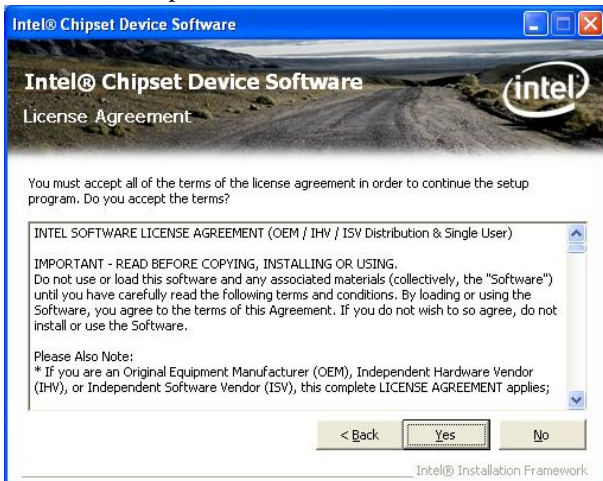 Intel® Chipset Device Software
Intel® Chipset Device Software
intel
License Agreement
You must accept all of the terms of the license agreement in order to continue the setup
program. Do you accept the terms?
INTEL SOFTWARE LICENSE AGREEMENT (OEM / IHV / ISV Distribution & Single User)
IMPORTANT - READ BEFORE COPYING, INSTALLING OR USING.
Do not use or load this software and any associated materials (collectively, the "Software")
until you have carefully read the following terms and conditions. By loading or using the
Software, you agree to the terms of this Agreement. If you do not wish to so agree, do not
install or use the Software.
Please Also Note:
* If you are an Original Equipment Manufacturer (OEM), Independent Hardware Vendor
(IHV), or Independent Software Vendor (ISV), this complete LICENSE AGREEMENT applies;
< Back Yes No
Intel® Installation Framework